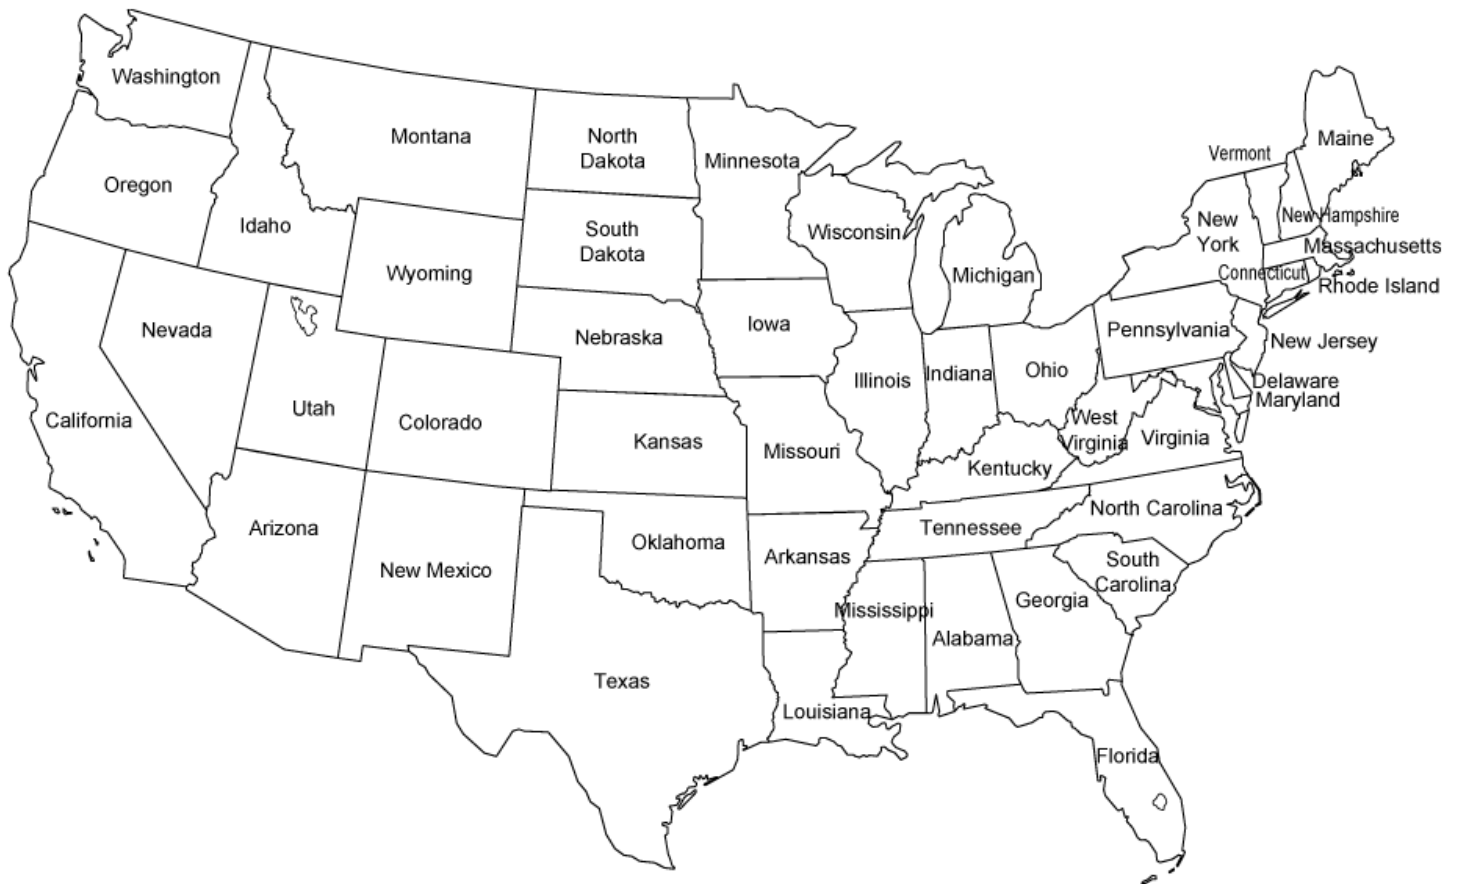 Washington
Montana
North
Dakota
Minnesota
Maine
Vermont
Oregon
Idaho
South
Dakota
Wisconsin
New
York
New Hampshire
Massachusetts
Wyoming
Michigan
Connecticut
Rhode Island
Nevada
Nebraska
Iowa
Pennsylvania
New Jersey
Illinois
Indiana
Ohio
Delaware
Maryland
California
Utah
Colorado
Kansas
Missouri
West
Virginia
Virginia
Kentucky
Arizona
New Mexico
Oklahoma
Arkansas
Tennessee
North Carolina
South
Carolina
Mississippi
Alabama
Georgia
Texas
Louisiana
Florida